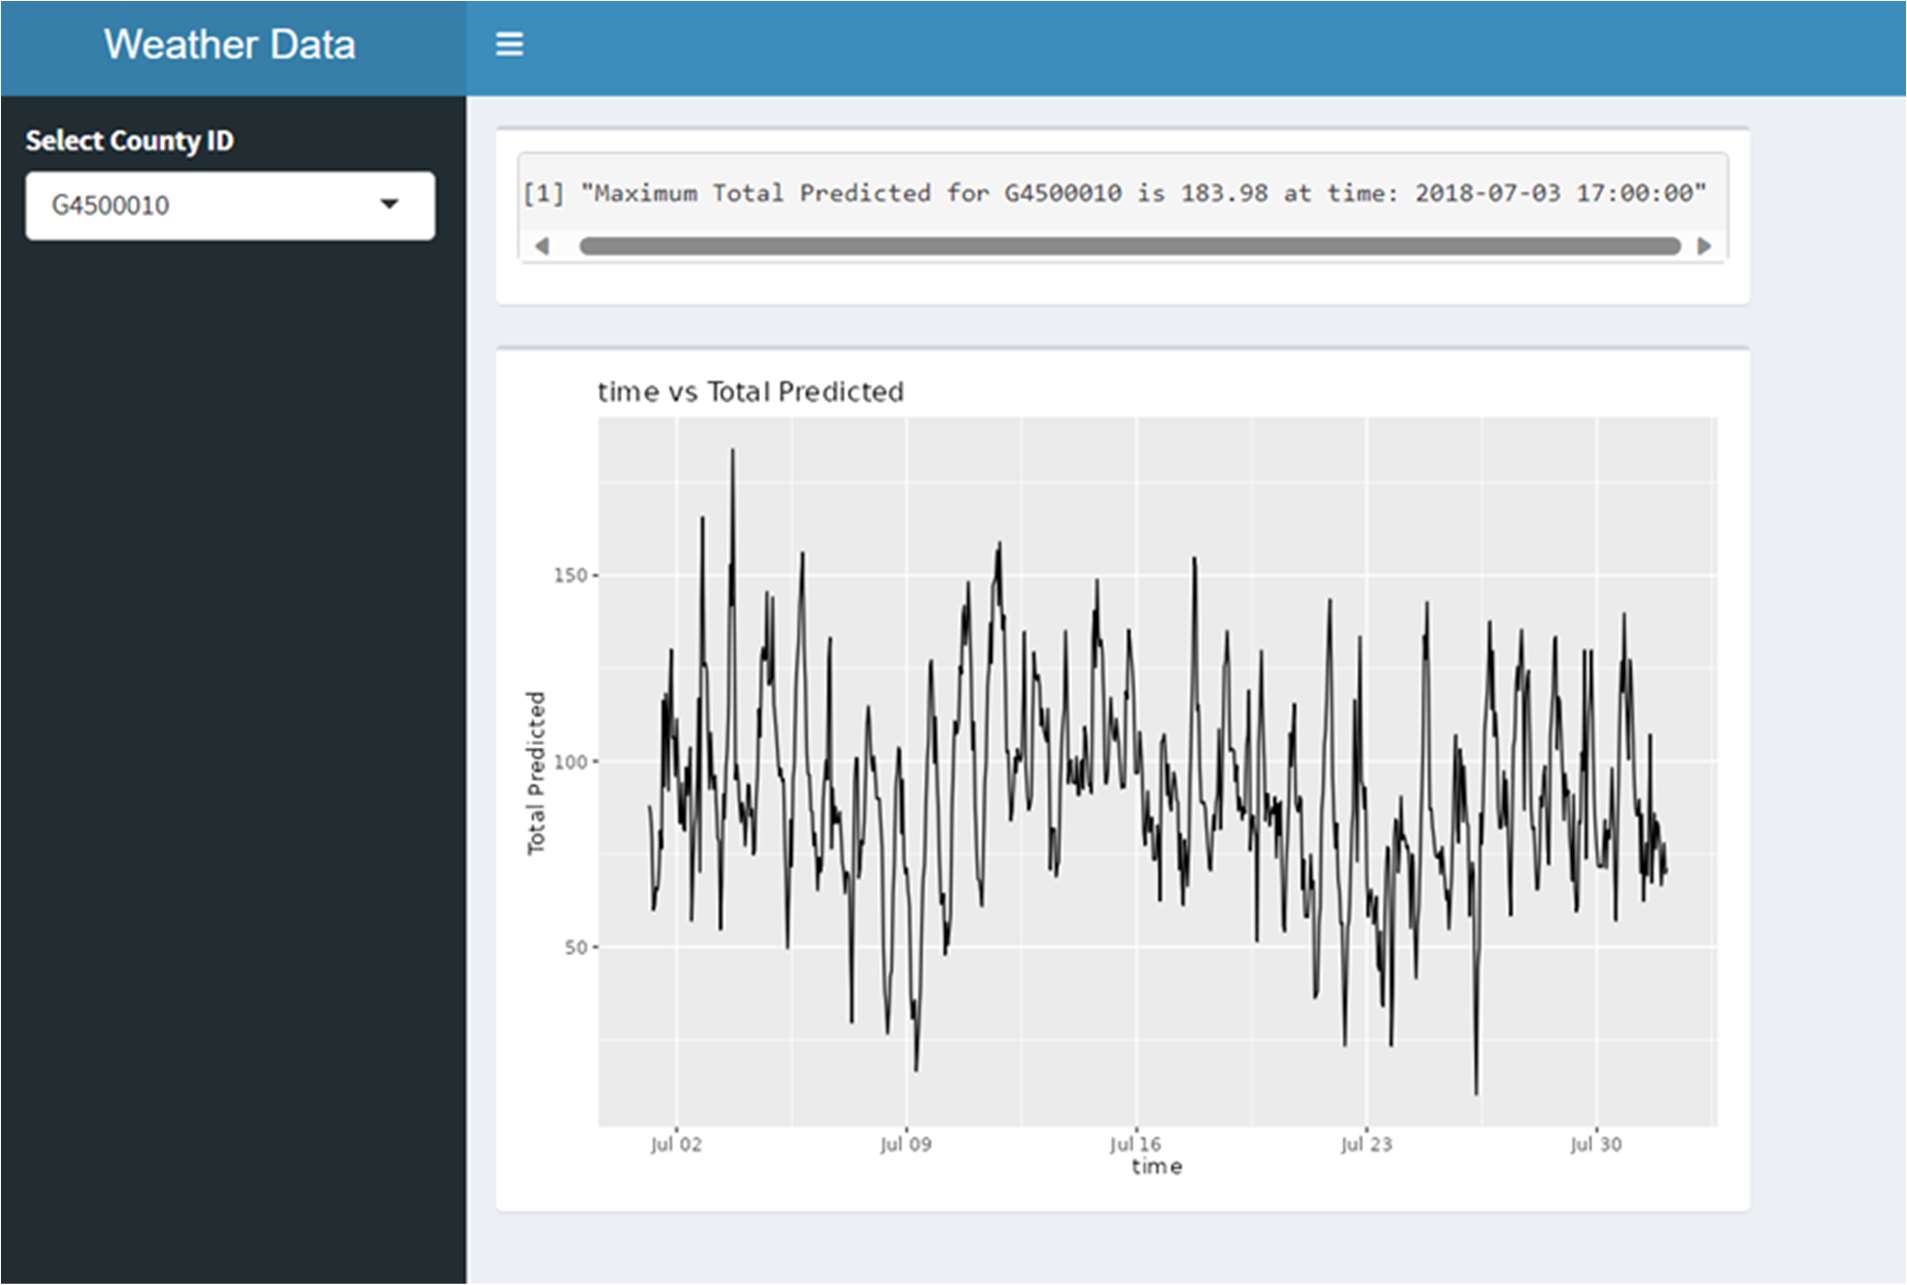 Weather Data
Select County ID
G4500010
[1] "Maximum Total Predicted for G4500010 is 183.98 at time: 2018-07-03 17:00:00"
time vs Total Predicted
Total Predicted
150
100
50
Jul 02 Jul 09 Jul 16 Jul 23 Jul 30
time